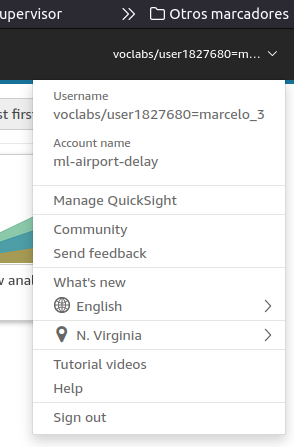 upervisor
Otros marcadores
voclabs/user1827680=m...
Username
voclabs/user1827680=marcelo_3
Account name
ml-airport-delay
st first
Manage QuickSight
Community
Send feedback
w anal
What's new
English
N. Virginia
Tutorial videos
Help
Sign out